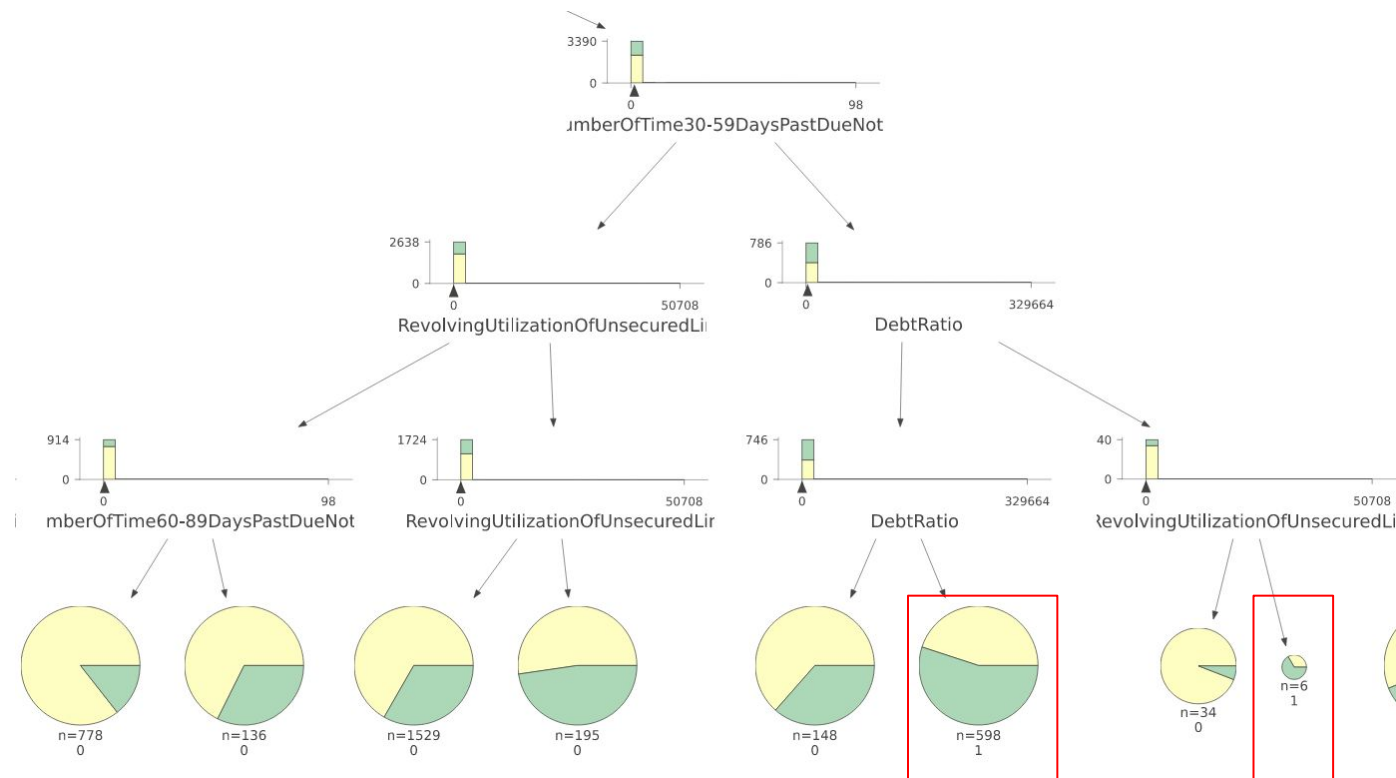 3390
0
0 98
umberOfTime30-59DaysPastDueNot
2638
0
0 50708
RevolvingUtilizationOfUnsecuredLi
786
0
0 329664
DebtRatio
914
0
0 98
mberOfTime60-89DaysPastDueNot
1724
0
0 50708
RevolvingUtilizationOfUnsecuredLi
746
0
0 329664
DebtRatio
40
0
0 50708
RevolvingUtilizationOfUnsecuredLi
n=778
0
n=136
0
n=1529
0
n=195
0
n=148
0
n=598
1
n=34
0
n=6
1